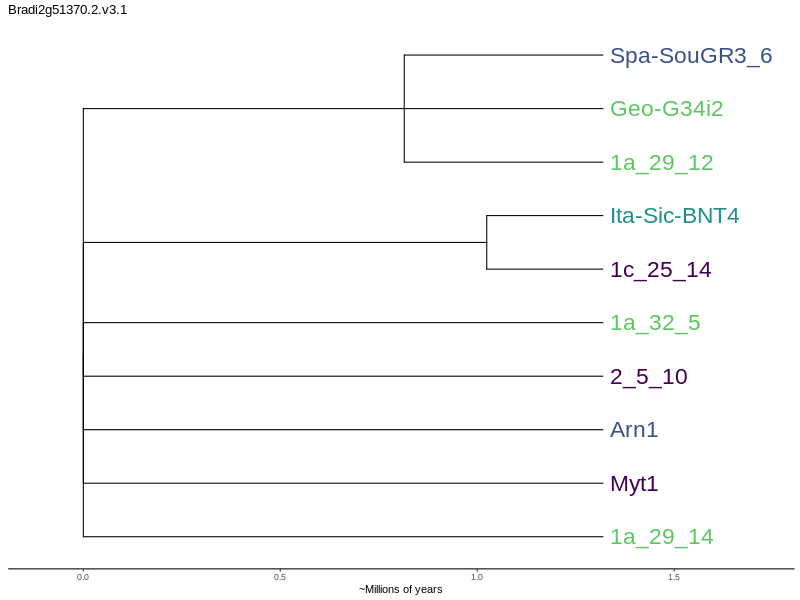 Bradi2g51370.2.v3.1
Spa-SouGR3_6
Geo-G34i2
1a_29_12
Ita-Sic-BNT4
1c_25_14
1a_32_5
2_5_10
Arn1
Myt1
1a_29_14
0.0 0.5 1.0 1.5
~Millions of years